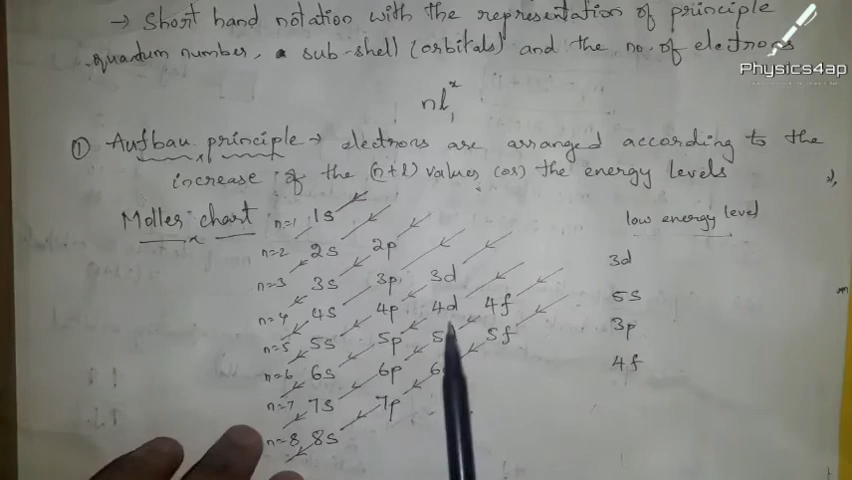 → Short hand notation with the representation of principle
quantum number, sub-shell (orbitals) and the no. of electrons
Physics4ap
nlˣ
① Aufbau principle → electrons are arranged according to the
increase of the (n+l) values (or) the energy levels
Moller chart
low energy level
n=1 1s
n=2 2s 2p
n=3 3s 3p 3d
n=4 4s 4p 4d 4f
n=5 5s 5p 5f
n=6 6s 6p
n=7 7s 7p
n=8 8s
3d
5s
3p
4f